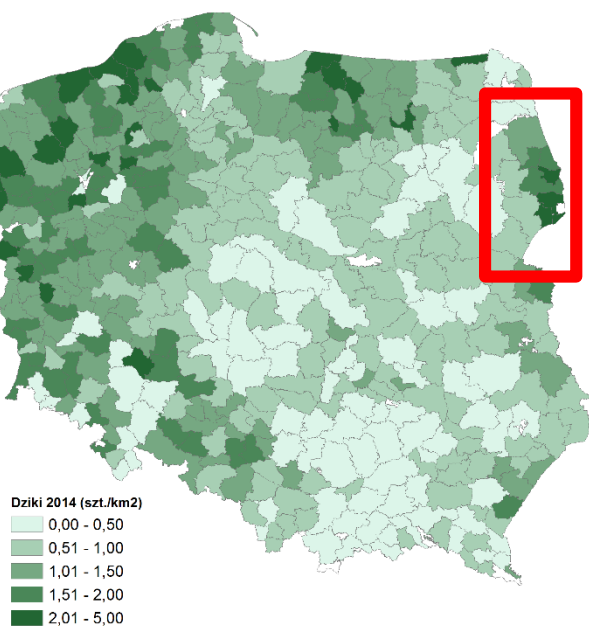 Dziki 2014 (szt./km2)
0,00 - 0,50
0,51 - 1,00
1,01 - 1,50
1,51 - 2,00
2,01 - 5,00